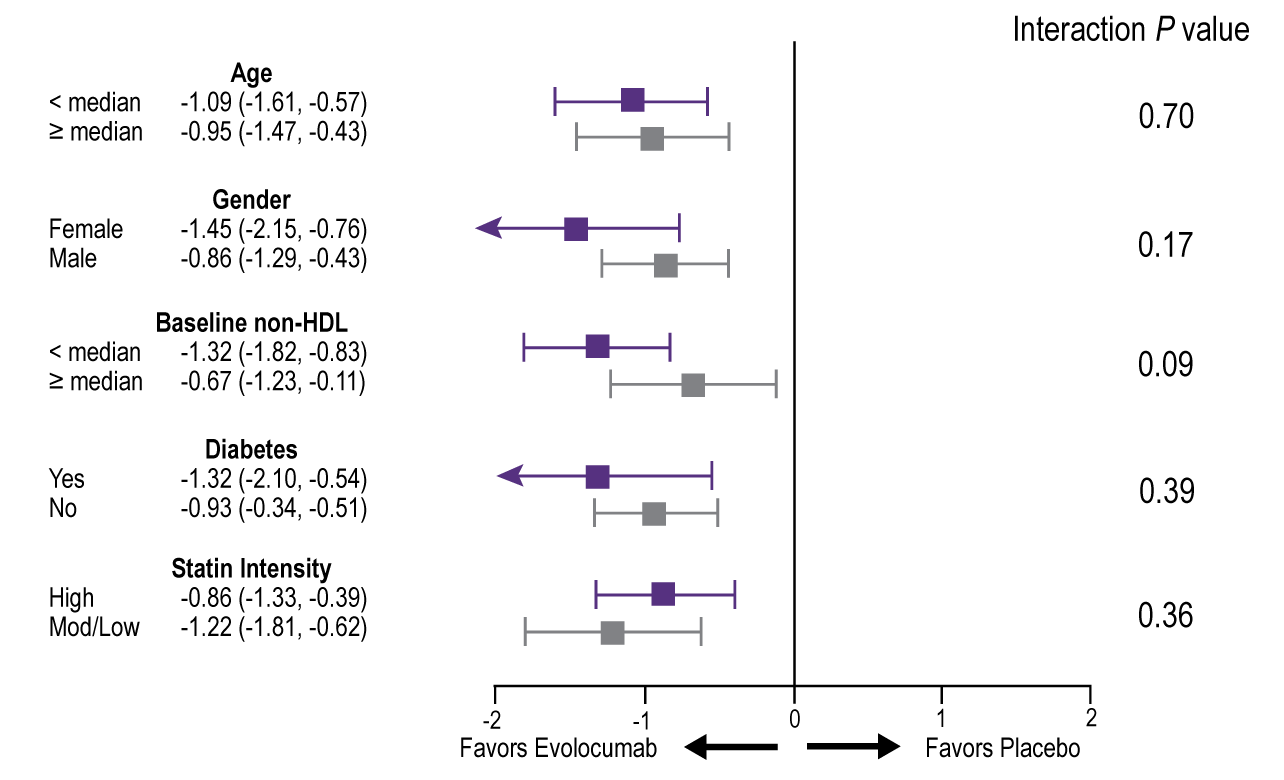 Interaction P value
Age
< median -1.09 (-1.61, -0.57)
≥ median -0.95 (-1.47, -0.43)
0.70
Gender
Female -1.45 (-2.15, -0.76)
Male -0.86 (-1.29, -0.43)
0.17
Baseline non-HDL
< median -1.32 (-1.82, -0.83)
≥ median -0.67 (-1.23, -0.11)
0.09
Diabetes
Yes -1.32 (-2.10, -0.54)
No -0.93 (-0.34, -0.51)
0.39
Statin Intensity
High -0.86 (-1.33, -0.39)
Mod/Low -1.22 (-1.81, -0.62)
0.36
-2 -1 0 1 2
Favors Evolocumab Favors Placebo